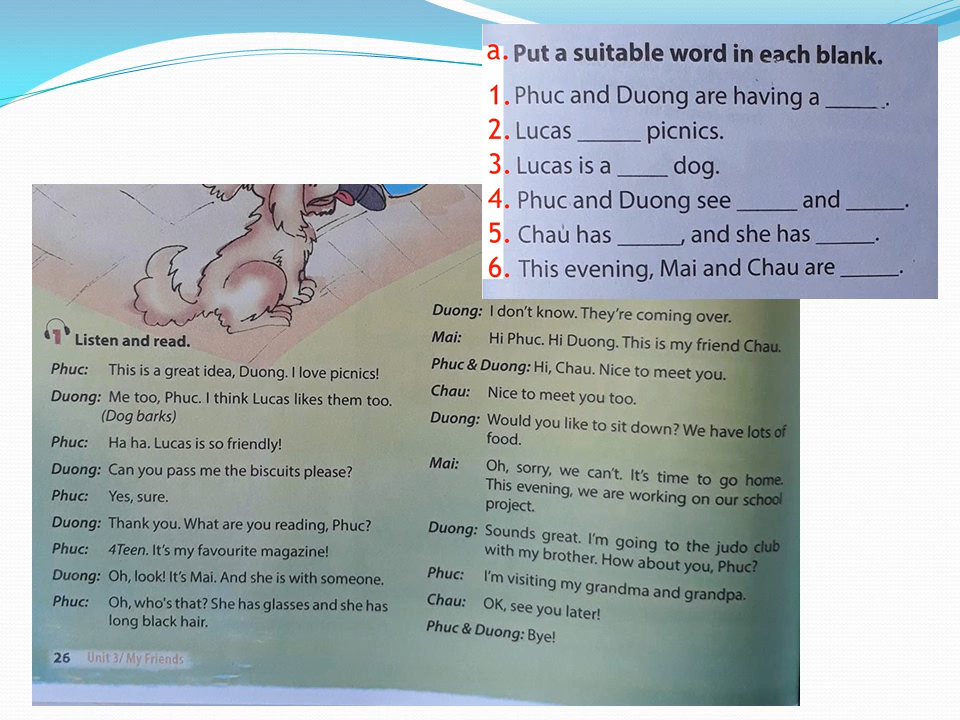 a. Put a suitable word in each blank.
1. Phuc and Duong are having a _____.
2. Lucas ______ picnics.
3. Lucas is a _____ dog.
4. Phuc and Duong see ______ and ______.
5. Chau has ______, and she has ______.
6. This evening, Mai and Chau are ______.
1 Listen and read.
Phuc: This is a great idea, Duong. I love picnics!
Duong: Me too, Phuc. I think Lucas likes them too.
(Dog barks)
Phuc: Ha ha. Lucas is so friendly!
Duong: Can you pass me the biscuits please?
Phuc: Yes, sure.
Duong: Thank you. What are you reading, Phuc?
Phuc: 4Teen. It's my favourite magazine!
Duong: Oh, look! It's Mai. And she is with someone.
Phuc: Oh, who's that? She has glasses and she has
long black hair.
26 Unit 3/ My Friends
Duong: I don't know. They're coming over.
Mai: Hi Phuc. Hi Duong. This is my friend Chau.
Phuc & Duong: Hi, Chau. Nice to meet you.
Chau: Nice to meet you too.
Duong: Would you like to sit down? We have lots of
food.
Mai: Oh, sorry, we can't. It's time to go home.
This evening, we are working on our school
project.
Duong: Sounds great. I'm going to the judo club
with my brother. How about you, Phuc?
Phuc: I'm visiting my grandma and grandpa.
Chau: OK, see you later!
Phuc & Duong: Bye!